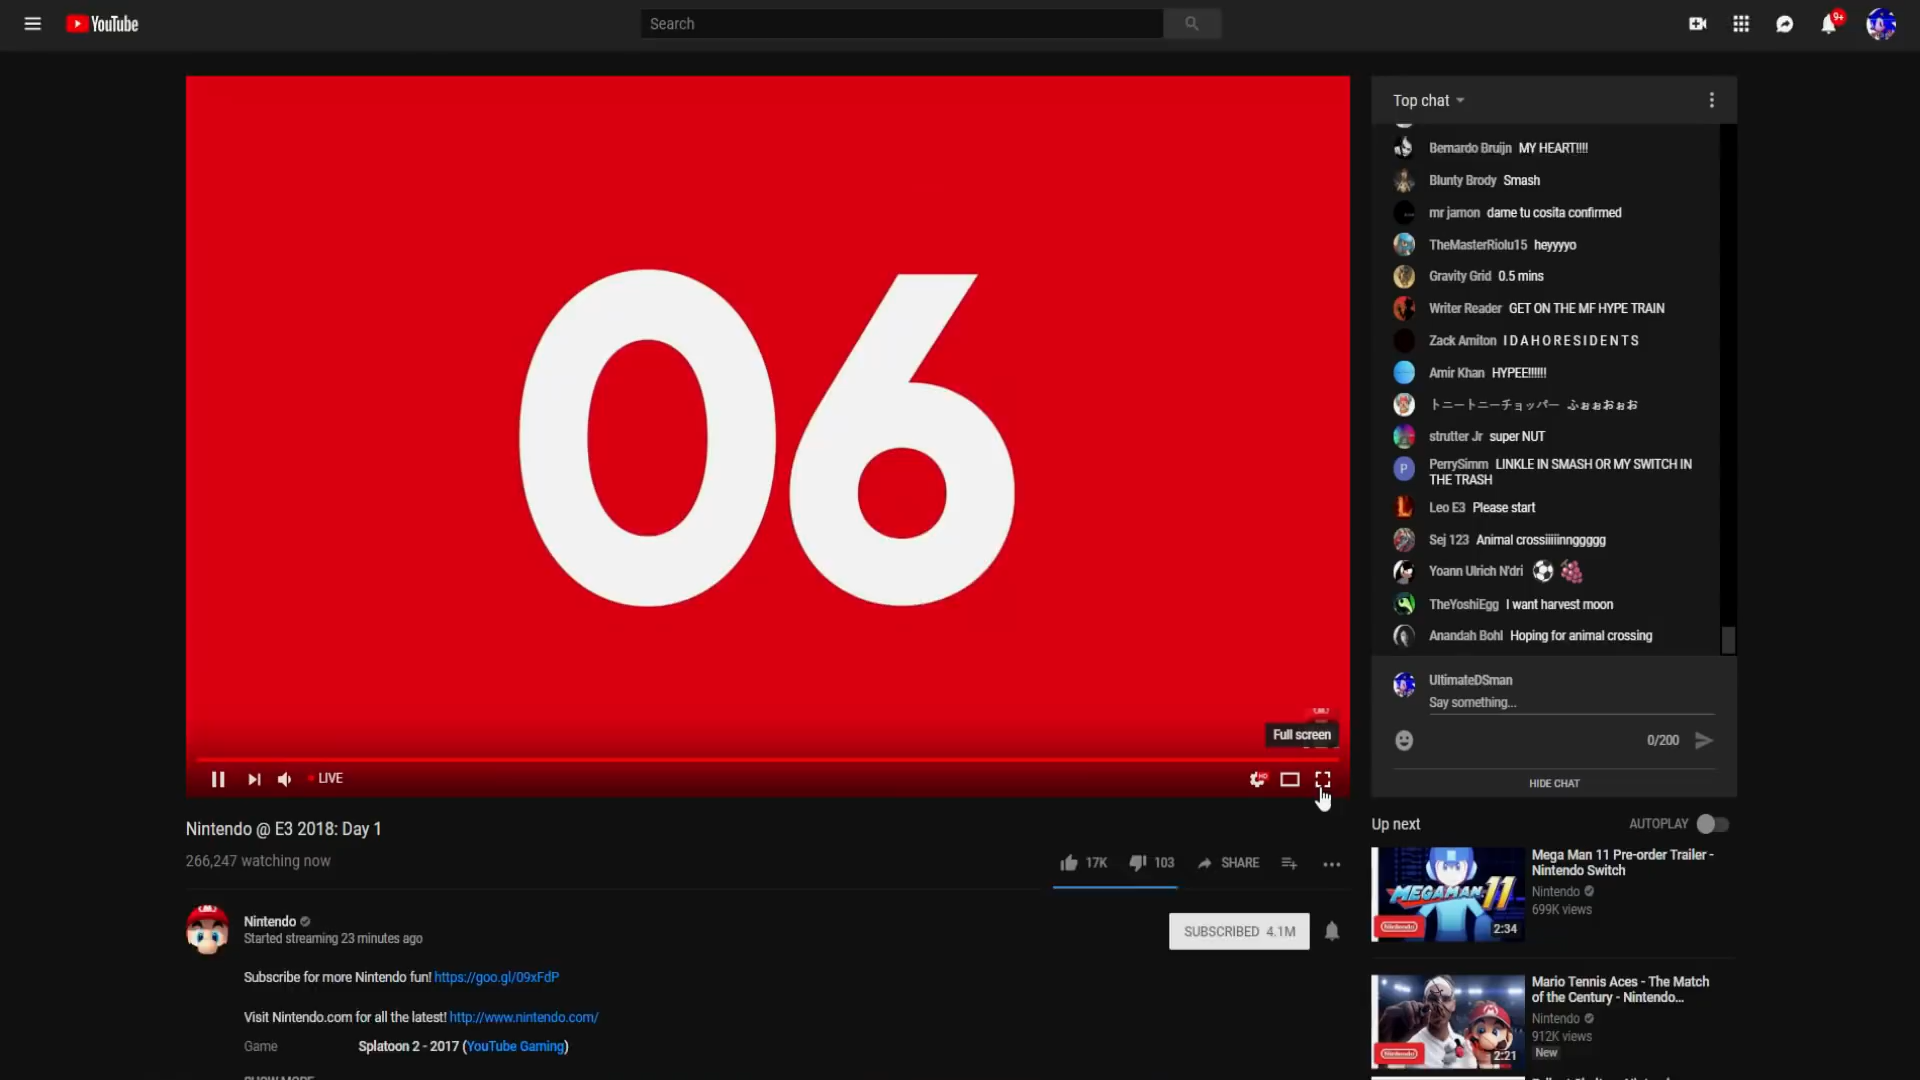 YouTube
Search
9+
06
Full screen
LIVE
Nintendo @ E3 2018: Day 1
266,247 watching now
17K
103
SHARE
Nintendo
Started streaming 23 minutes ago
SUBSCRIBED 4.1M
Subscribe for more Nintendo fun! https://goo.gl/09xFdP
Visit Nintendo.com for all the latest! http://www.nintendo.com/
Game Splatoon 2 - 2017 (YouTube Gaming)
SHOW MORE
Top chat
Bernardo Bruijn MY HEART!!!!
Blunty Brody Smash
mr jamon dame tu cosita confirmed
TheMasterRiolu15 heyyyyo
Gravity Grid 0.5 mins
Writer Reader GET ON THE MF HYPE TRAIN
Zack Amiton I D A H O R E S I D E N T S
Amir Khan HYPEE!!!!!!
トニートニーチョッパー ふぉぉおぉお
strutter Jr super NUT
P
PerrySimm LINKLE IN SMASH OR MY SWITCH IN
THE TRASH
Leo E3 Please start
Sej 123 Animal crossiiiiinnggggg
Yoann Ulrich N'dri
TheYoshiEgg I want harvest moon
Anandah Bohl Hoping for animal crossing
UltimateDSman
Say something...
0/200
HIDE CHAT
Up next
AUTOPLAY
MEGAMAN 11
Nintendo
2:34
Mega Man 11 Pre-order Trailer -
Nintendo Switch
Nintendo
699K views
Nintendo
2:21
Mario Tennis Aces - The Match
of the Century - Nintendo...
Nintendo
912K views
New